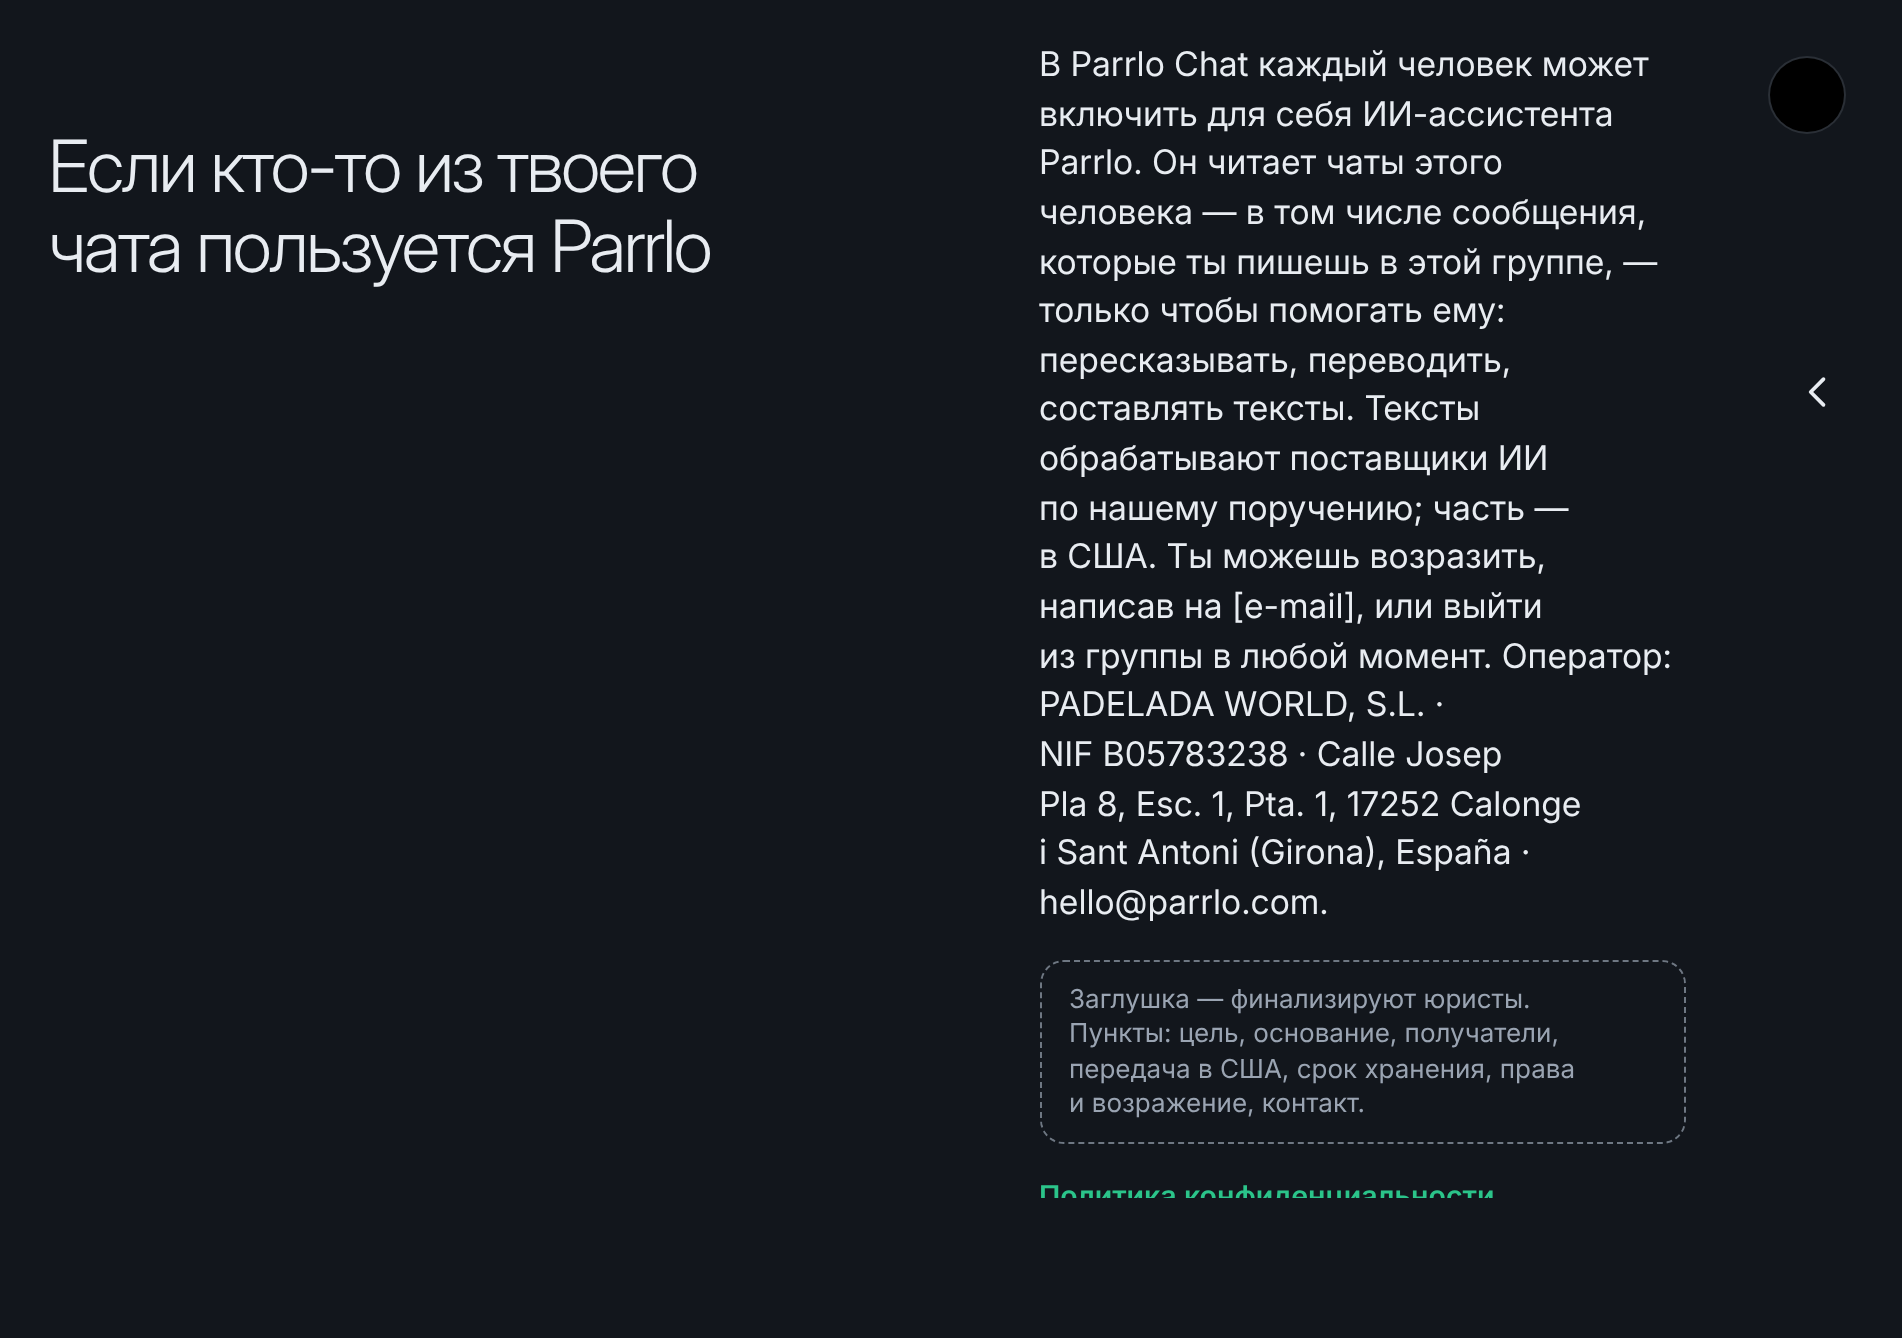 Если кто-то из твоего
чата пользуется Parrlo
В Parrlo Chat каждый человек может
включить для себя ИИ-ассистента
Parrlo. Он читает чаты этого
человека — в том числе сообщения,
которые ты пишешь в этой группе, —
только чтобы помогать ему:
пересказывать, переводить,
составлять тексты. Тексты
обрабатывают поставщики ИИ
по нашему поручению; часть —
в США. Ты можешь возразить,
написав на [e-mail], или выйти
из группы в любой момент. Оператор:
PADELADA WORLD, S.L. ·
NIF B05783238 · Calle Josep
Pla 8, Esc. 1, Pta. 1, 17252 Calonge
i Sant Antoni (Girona), España ·
hello@parrlo.com.
Заглушка — финализируют юристы.
Пункты: цель, основание, получатели,
передача в США, срок хранения, права
и возражение, контакт.
Политика конфиденциальности